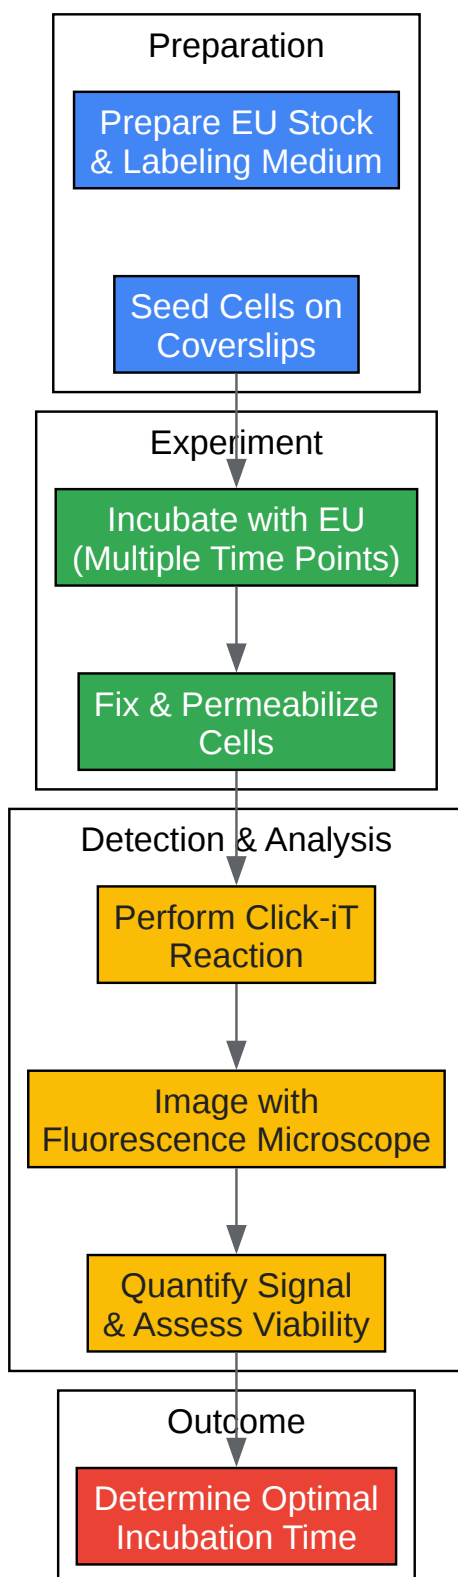 Preparation
Prepare EU Stock
& Labeling Medium
Seed Cells on
Coverslips
Experiment
Incubate with EU
(Multiple Time Points)
Fix & Permeabilize
Cells
Detection & Analysis
Perform Click-iT
Reaction
Image with
Fluorescence Microscope
Quantify Signal
& Assess Viability
Outcome
Determine Optimal
Incubation Time